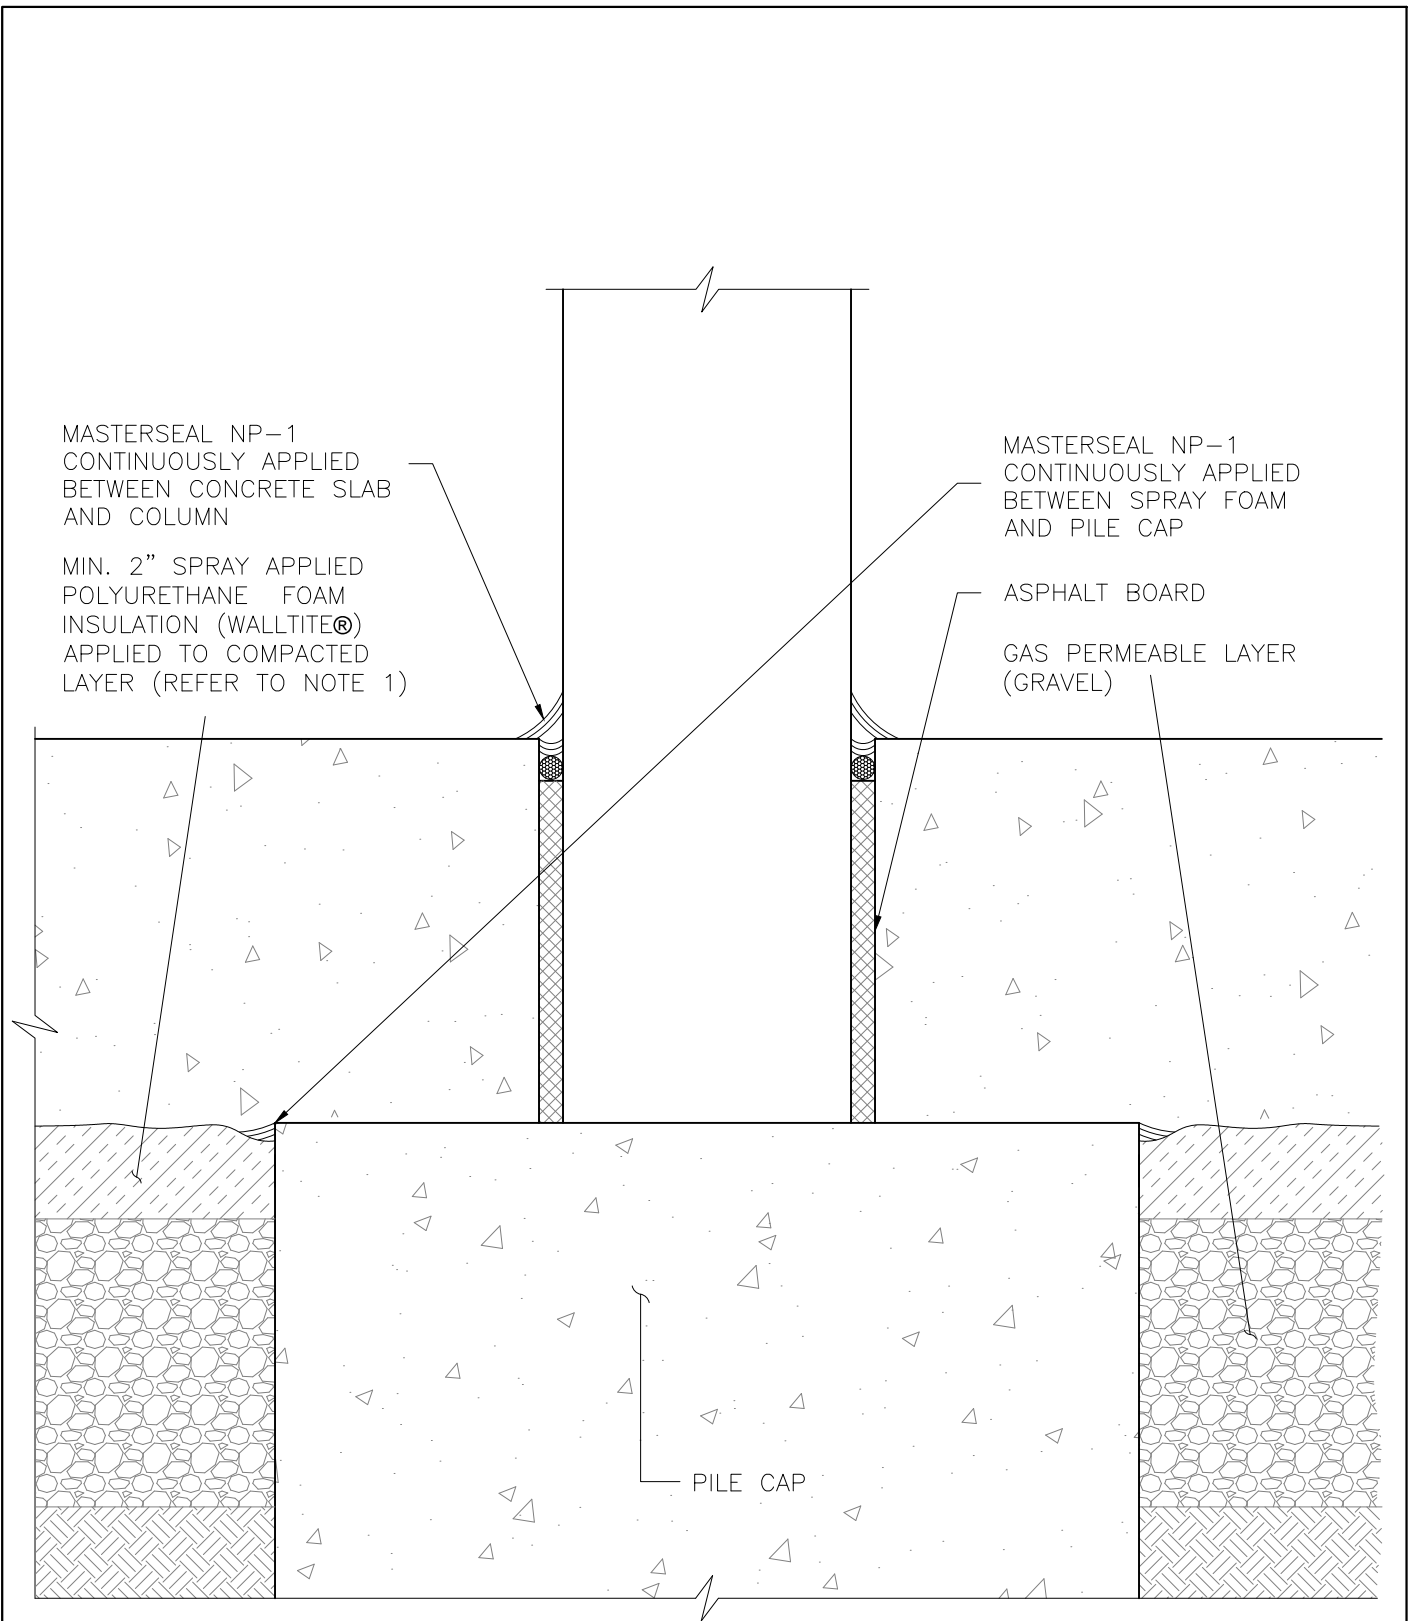 MASTERSEAL NP-1
CONTINUOUSLY APPLIED
BETWEEN CONCRETE SLAB
AND COLUMN
MIN. 2” SPRAY APPLIED
POLYURETHANE FOAM
INSULATION (WALLTITE®)
APPLIED TO COMPACTED
LAYER (REFER TO NOTE 1)
MASTERSEAL NP-1
CONTINUOUSLY APPLIED
BETWEEN SPRAY FOAM
AND PILE CAP
ASPHALT BOARD
GAS PERMEABLE LAYER
(GRAVEL)
PILE CAP